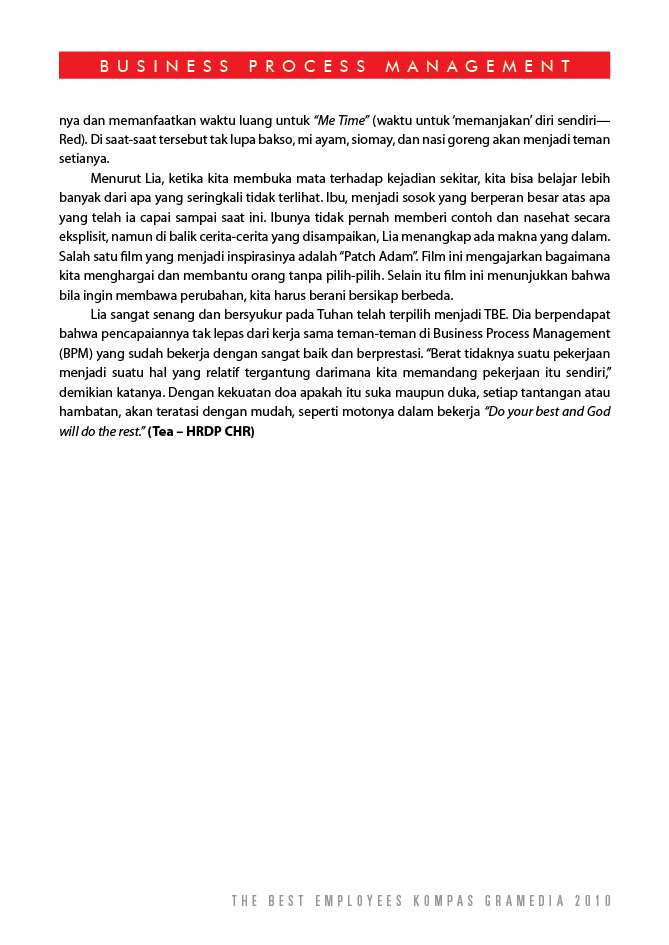 BUSINESS PROCESS MANAGEMENT
nya dan memanfaatkan waktu luang untuk “Me Time” (waktu untuk ‘memanjakan’ diri sendiri—
Red). Di saat-saat tersebut tak lupa bakso, mi ayam, siomay, dan nasi goreng akan menjadi teman
setianya.
Menurut Lia, ketika kita membuka mata terhadap kejadian sekitar, kita bisa belajar lebih
banyak dari apa yang seringkali tidak terlihat. Ibu, menjadi sosok yang berperan besar atas apa
yang telah ia capai sampai saat ini. Ibunya tidak pernah memberi contoh dan nasehat secara
eksplisit, namun di balik cerita-cerita yang disampaikan, Lia menangkap ada makna yang dalam.
Salah satu film yang menjadi inspirasinya adalah “Patch Adam”. Film ini mengajarkan bagaimana
kita menghargai dan membantu orang tanpa pilih-pilih. Selain itu film ini menunjukkan bahwa
bila ingin membawa perubahan, kita harus berani bersikap berbeda.
Lia sangat senang dan bersyukur pada Tuhan telah terpilih menjadi TBE. Dia berpendapat
bahwa pencapaiannya tak lepas dari kerja sama teman-teman di Business Process Management
(BPM) yang sudah bekerja dengan sangat baik dan berprestasi. “Berat tidaknya suatu pekerjaan
menjadi suatu hal yang relatif tergantung darimana kita memandang pekerjaan itu sendiri,”
demikian katanya. Dengan kekuatan doa apakah itu suka maupun duka, setiap tantangan atau
hambatan, akan teratasi dengan mudah, seperti motonya dalam bekerja “Do your best and God
will do the rest.” (Tea – HRDP CHR)
THE BEST EMPLOYEES KOMPAS GRAMEDIA 2010